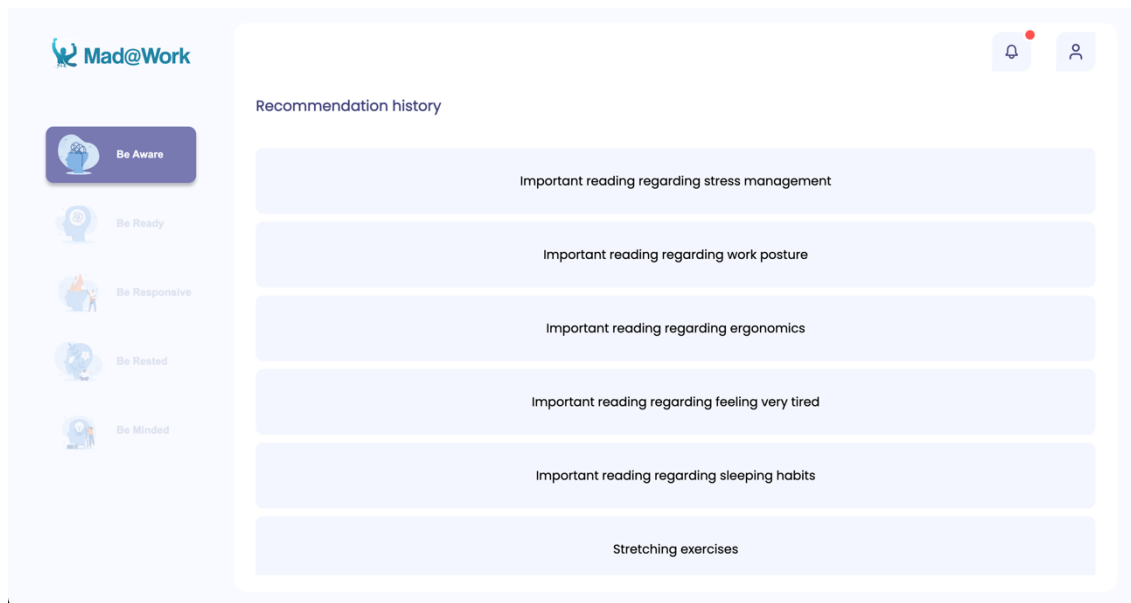 Mad@Work
Recommendation history
Be Aware
Be Ready
Be Responsive
Be Rested
Be Minded
Important reading regarding stress management
Important reading regarding work posture
Important reading regarding ergonomics
Important reading regarding feeling very tired
Important reading regarding sleeping habits
Stretching exercises